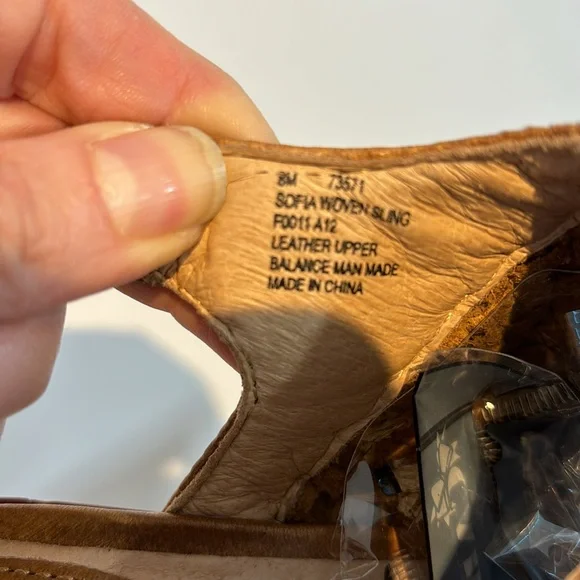 8M 73571
SOFIA WOVEN SLING
F0011 A12
LEATHER UPPER
BALANCE MAN MADE
MADE IN CHINA